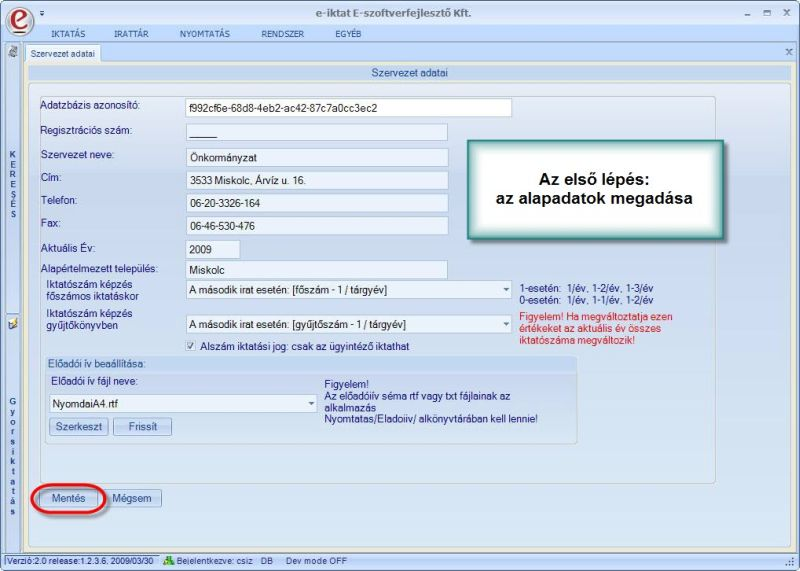 e-iktat E-szoftverfejlesztő Kft.
IKTATÁS IRATTÁR NYOMTATÁS RENDSZER EGYÉB
Szervezet adatai
Szervezet adatai
KERESÉS
Gyorsiktatás
Adatzbázis azonosító: f992cf6e-68d8-4eb2-ac42-87c7a0cc3ec2
Regisztrációs szám: _____
Szervezet neve: Önkormányzat
Cím: 3533 Miskolc, Árvíz u. 16.
Telefon: 06-20-3326-164
Fax: 06-46-530-476
Aktuális Év: 2009
Alapértelmezett település: Miskolc
Az első lépés:
az alapadatok megadása
Iktatószám képzés
főszámos iktatáskor
A második irat esetén: [főszám - 1 / tárgyév]
1-esetén: 1/év, 1-2/év, 1-3/év
0-esetén: 1/év, 1-1/év, 1-2/év
Iktatószám képzés
gyűjtőkönyvben
A második irat esetén: [gyűjtőszám - 1 / tárgyév]
Figyelem! Ha megváltoztatja ezen
értékeket az aktuális év összes
iktatószáma megváltozik!
Alszám iktatási jog: csak az ügyintéző iktathat
Előadói ív beaállítása:
Előadói ív fájl neve:
NyomdaiA4.rtf
Szerkeszt Frissít
Figyelem!
Az előadóiív séma rtf vagy txt fájlainak az
alkalmazás
Nyomtatas/Eladoiiv/ alkönyvtárában kell lennie!
Mentés Mégsem
Verzió:2.0 release:1.2.3.6, 2009/03/30 Bejelentkezve: csiz DB Dev mode OFF